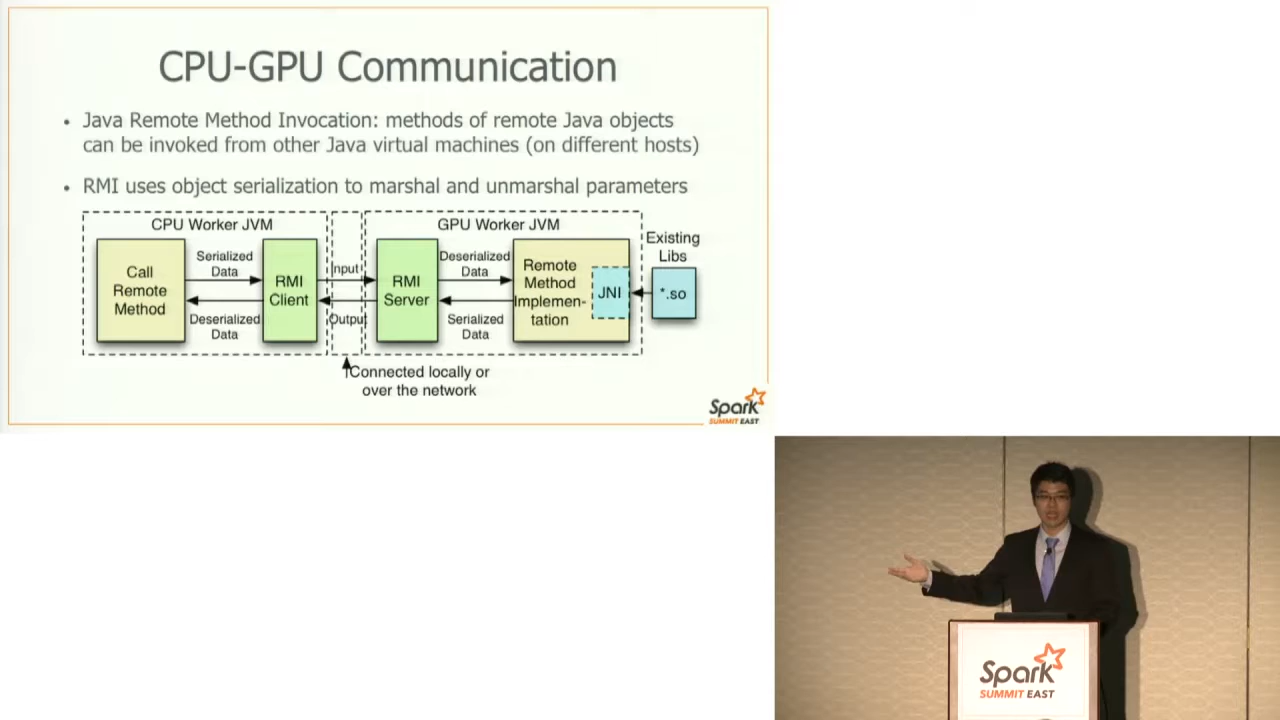 CPU-GPU Communication
• Java Remote Method Invocation: methods of remote Java objects
can be invoked from other Java virtual machines (on different hosts)
• RMI uses object serialization to marshal and unmarshal parameters
CPU Worker JVM
GPU Worker JVM
Call
Remote
Method
Serialized
Data
Deserialized
Data
RMI
Client
Input
Output
RMI
Server
Deserialized
Data
Serialized
Data
Remote
Method
Implemen-
tation
JNI
Existing
Libs
*.so
Connected locally or
over the network
Spark
SUMMIT EAST
Spark
SUMMIT EAST